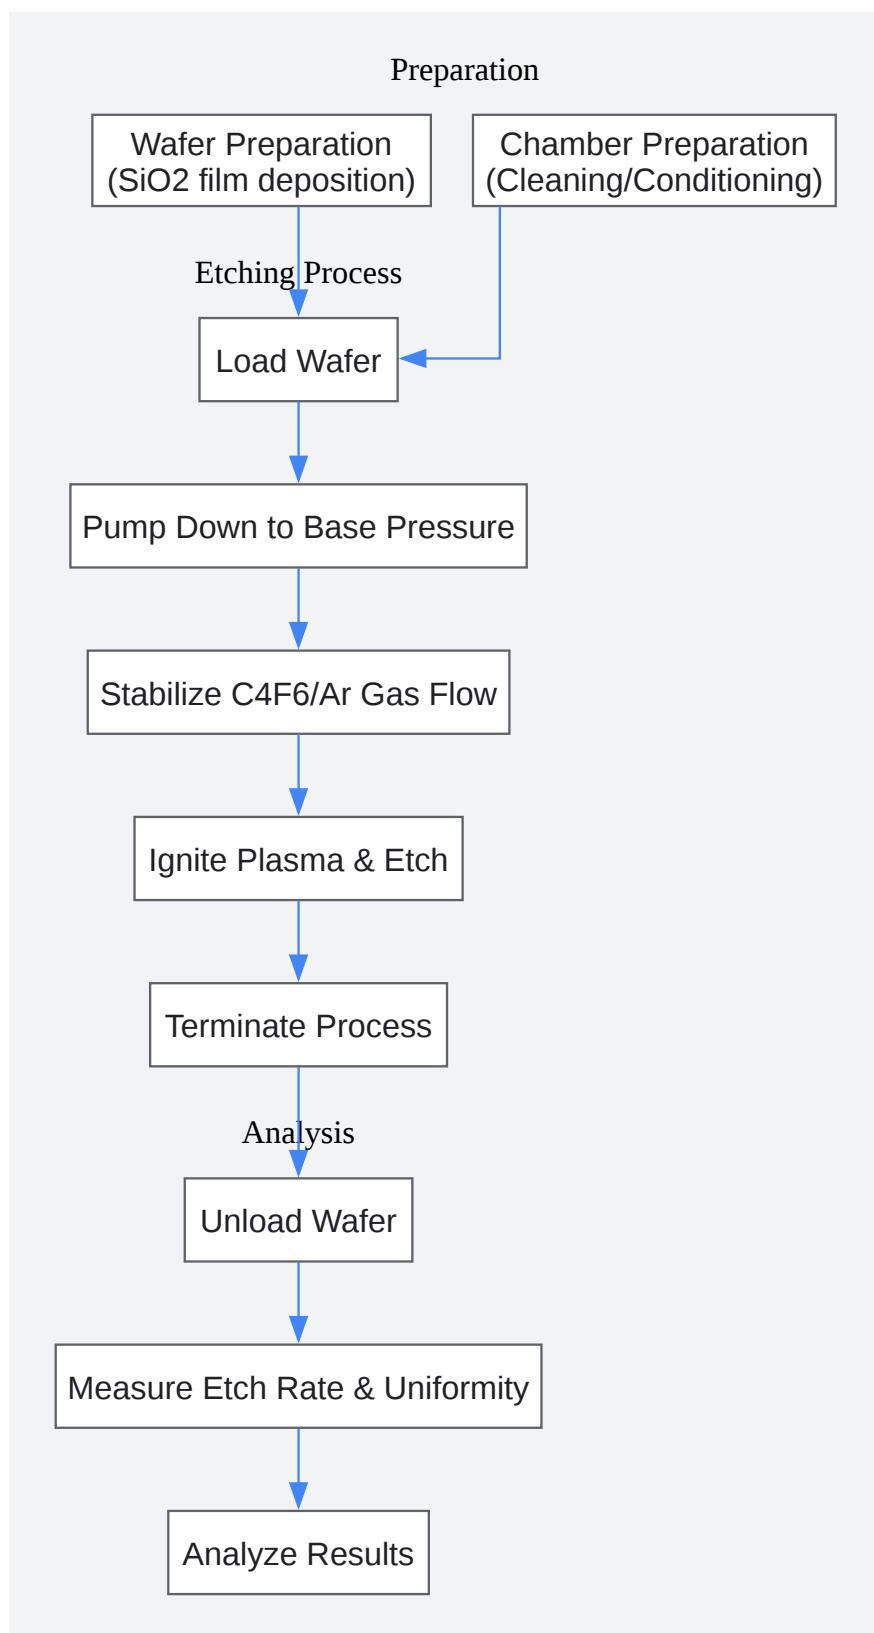 Preparation
Wafer Preparation
(SiO2 film deposition)
Chamber Preparation
(Cleaning/Conditioning)
Etching Process
Load Wafer
Pump Down to Base Pressure
Stabilize C4F6/Ar Gas Flow
Ignite Plasma & Etch
Terminate Process
Analysis
Unload Wafer
Measure Etch Rate & Uniformity
Analyze Results